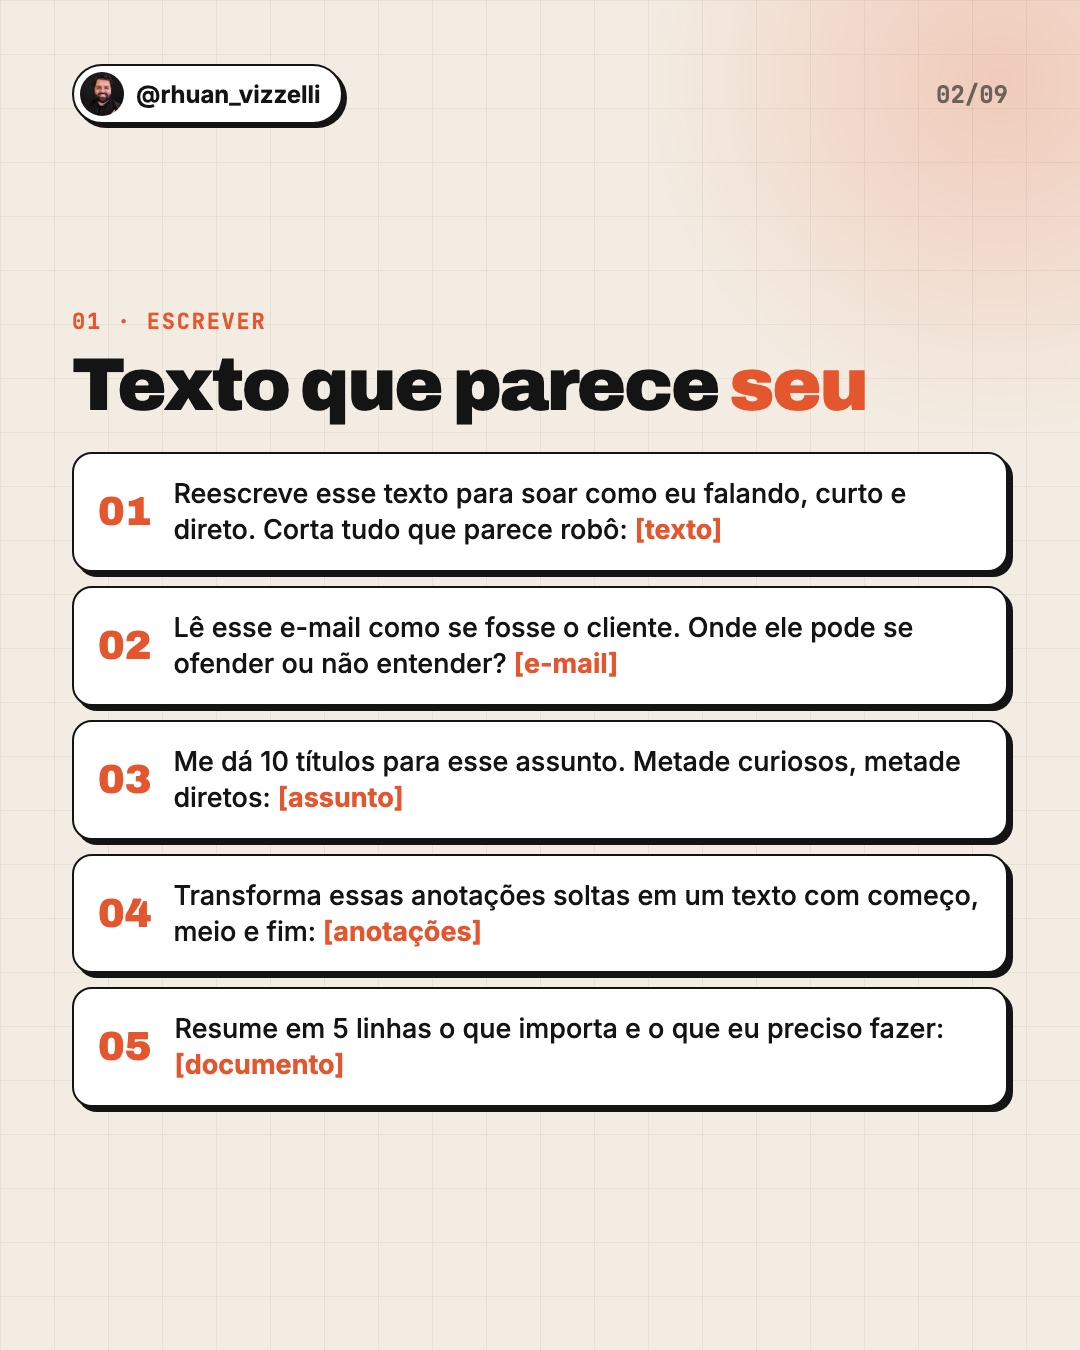 @rhuan_vizzelli
02/09
01 · ESCREVER
Texto que parece seu
01
Reescreve esse texto para soar como eu falando, curto e
direto. Corta tudo que parece robô: [texto]
02
Lê esse e-mail como se fosse o cliente. Onde ele pode se
ofender ou não entender? [e-mail]
03
Me dá 10 títulos para esse assunto. Metade curiosos, metade
diretos: [assunto]
04
Transforma essas anotações soltas em um texto com começo,
meio e fim: [anotações]
05
Resume em 5 linhas o que importa e o que eu preciso fazer:
[documento]